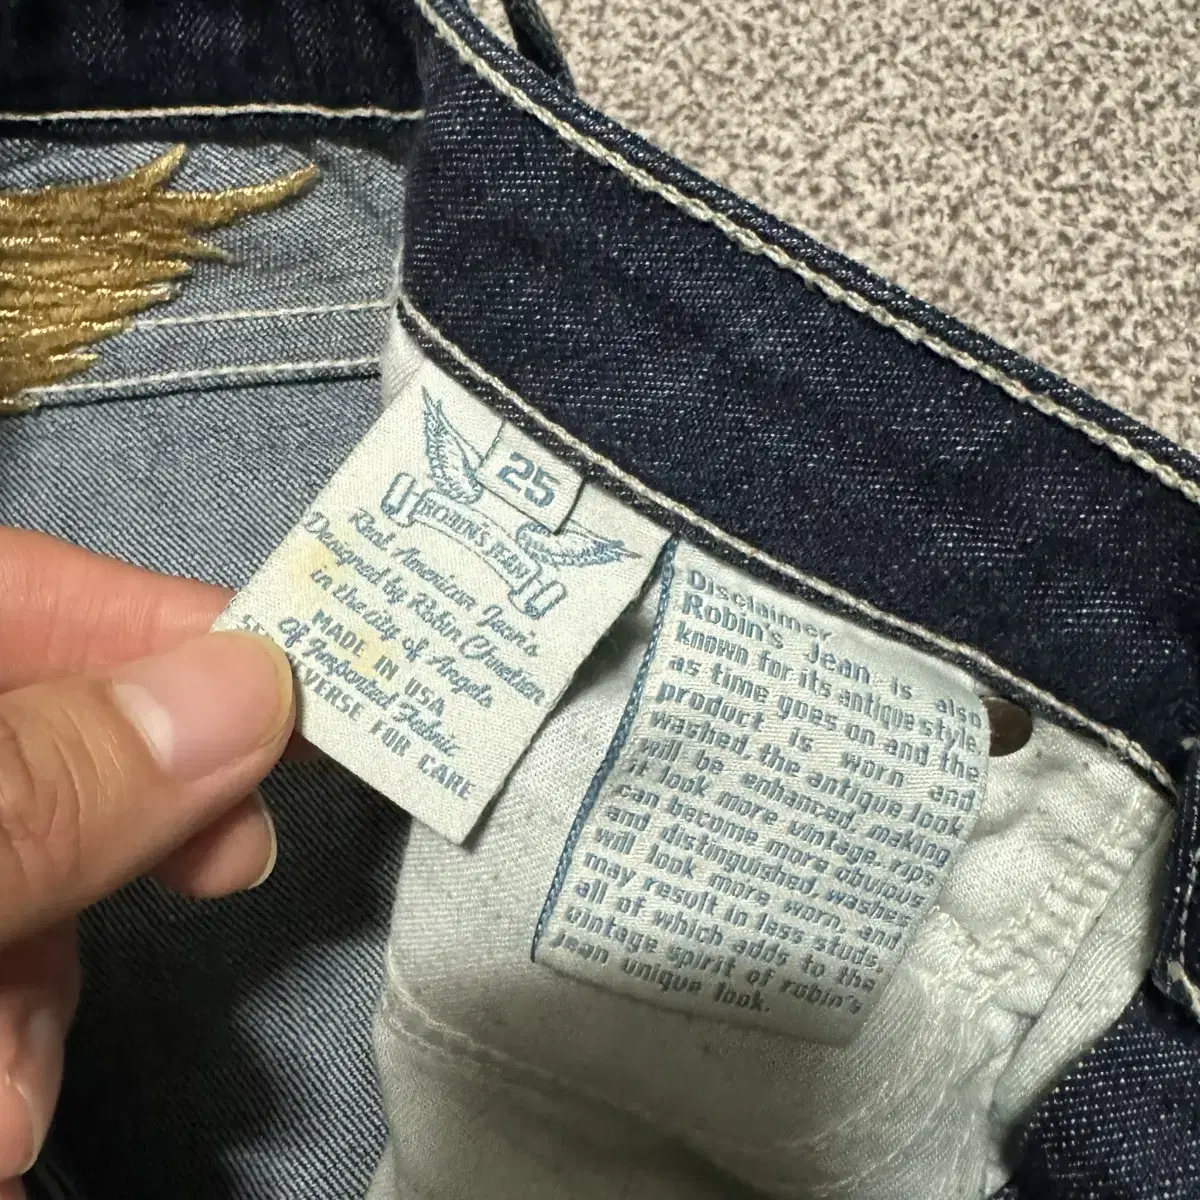 25
ROBIN'S JEAN
Real American Jean's
Designed by Robin Chretien
in the city of Angels
MADE IN USA
of Imported Fabric
REVERSE FOR CARE
Disclaimer
Robin's Jean is also
known for its antique style.
as time goes on and the
product is worn and
washed, the antique look
will be enhanced, making
it look more vintage. rips
can become more obvious
and distinguished, washes
will look more worn, and
may result in less studs.
all of which adds to the
vintage spirit of robin's
jean unique look.